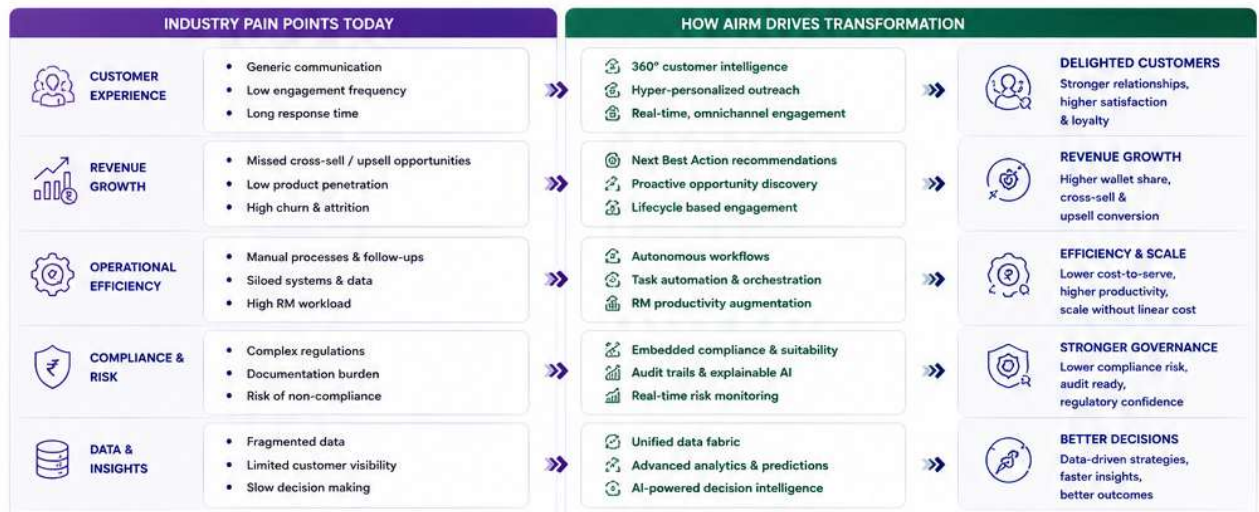 INDUSTRY PAIN POINTS TODAY
HOW AIRM DRIVES TRANSFORMATION
CUSTOMER
EXPERIENCE
• Generic communication
• Low engagement frequency
• Long response time
360° customer intelligence
Hyper-personalized outreach
Real-time, omnichannel engagement
DELIGHTED CUSTOMERS
Stronger relationships,
higher satisfaction
& loyalty
REVENUE
GROWTH
• Missed cross-sell / upsell opportunities
• Low product penetration
• High churn & attrition
Next Best Action recommendations
Proactive opportunity discovery
Lifecycle based engagement
REVENUE GROWTH
Higher wallet share,
cross-sell &
upsell conversion
OPERATIONAL
EFFICIENCY
• Manual processes & follow-ups
• Siloed systems & data
• High RM workload
Autonomous workflows
Task automation & orchestration
RM productivity augmentation
₹
EFFICIENCY & SCALE
Lower cost-to-serve,
higher productivity,
scale without linear cost
₹
COMPLIANCE &
RISK
• Complex regulations
• Documentation burden
• Risk of non-compliance
Embedded compliance & suitability
Audit trails & explainable AI
Real-time risk monitoring
STRONGER GOVERNANCE
Lower compliance risk,
audit ready,
regulatory confidence
DATA &
INSIGHTS
• Fragmented data
• Limited customer visibility
• Slow decision making
Unified data fabric
Advanced analytics & predictions
AI-powered decision intelligence
BETTER DECISIONS
Data-driven strategies,
faster insights,
better outcomes